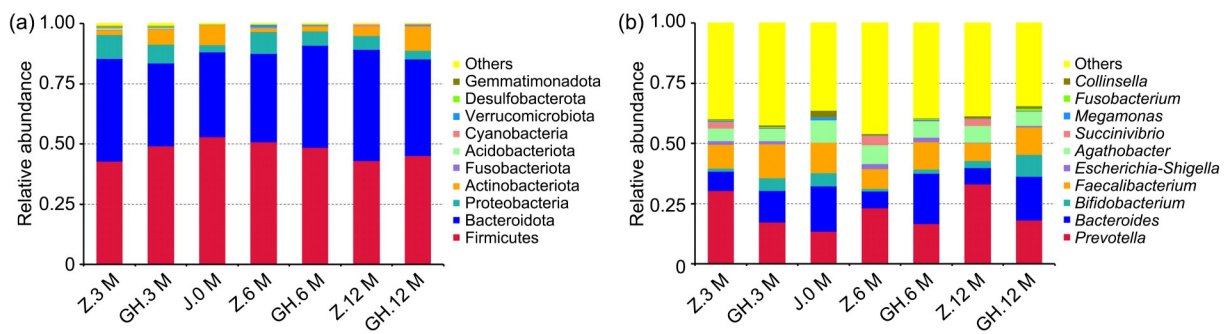 (a)
Relative abundance
1.00
0.75
0.50
0.25
0
Z.3 M
GH.3 M
J.0 M
Z.6 M
GH.6 M
Z.12 M
GH.12 M
Others
Gemmatimonadota
Desulfobacterota
Verrucomicrobiota
Cyanobacteria
Acidobacteriota
Fusobacteriota
Actinobacteriota
Proteobacteria
Bacteroidota
Firmicutes
(b)
Relative abundance
1.00
0.75
0.50
0.25
0
Z.3 M
GH.3 M
J.0 M
Z.6 M
GH.6 M
Z.12 M
GH.12 M
Others
Collinsella
Fusobacterium
Megamonas
Succinivibrio
Agathobacter
Escherichia-Shigella
Faecalibacterium
Bifidobacterium
Bacteroides
Prevotella